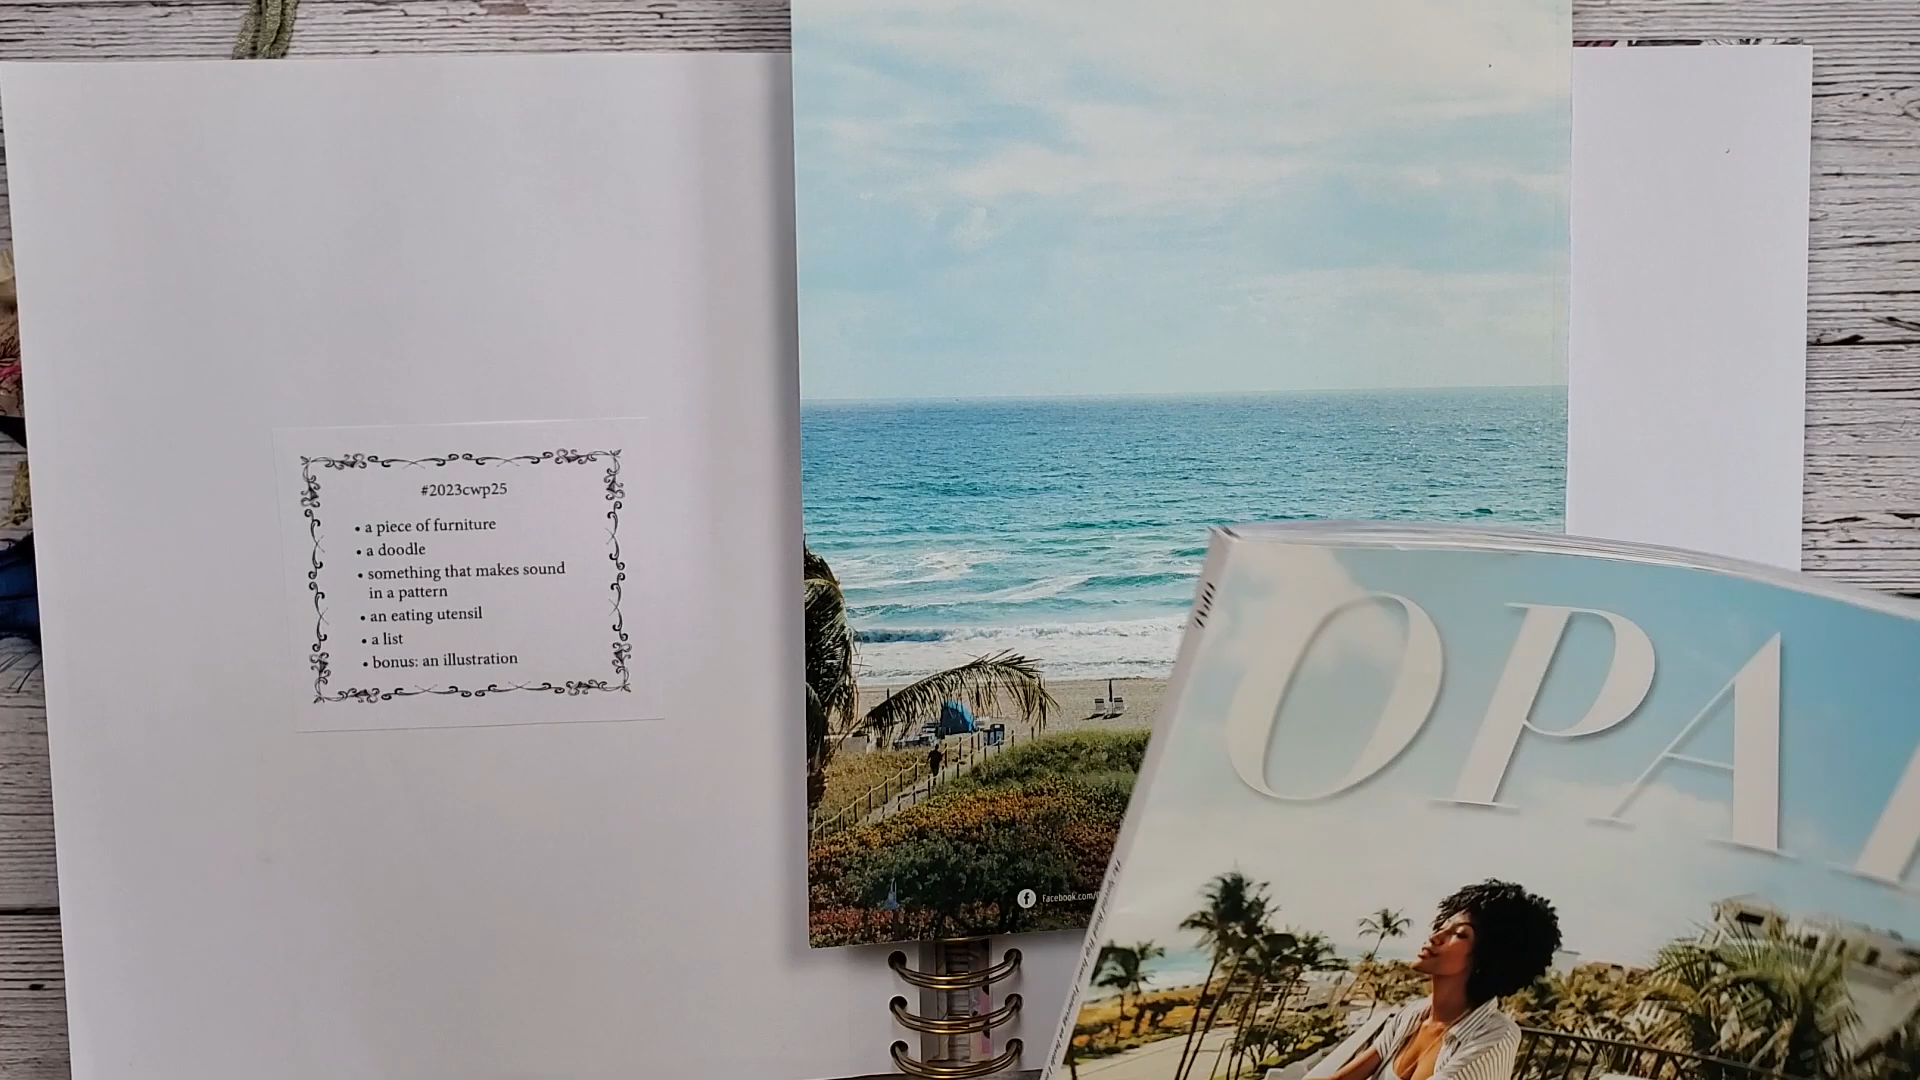 #2023cwp25
• a piece of furniture
• a doodle
• something that makes sound
in a pattern
• an eating utensil
• a list
• bonus: an illustration
Facebook.com/
OPA